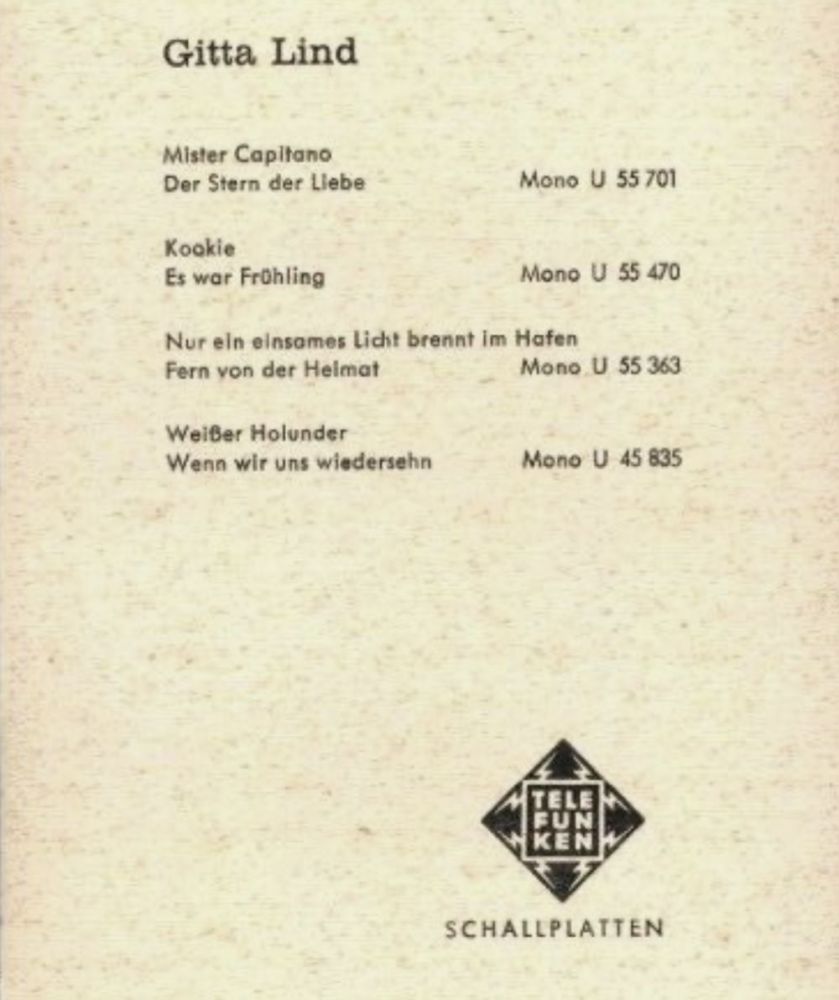 Gitta Lind
Mister Capitano
Der Stern der Liebe Mono U 55 701
Kookie
Es war Frühling Mono U 55 470
Nur ein einsames Licht brennt im Hafen
Fern von der Heimat Mono U 55 363
Weißer Holunder
Wenn wir uns wiedersehn Mono U 45 835
TELE
FUN
KEN
SCHALLPLATTEN